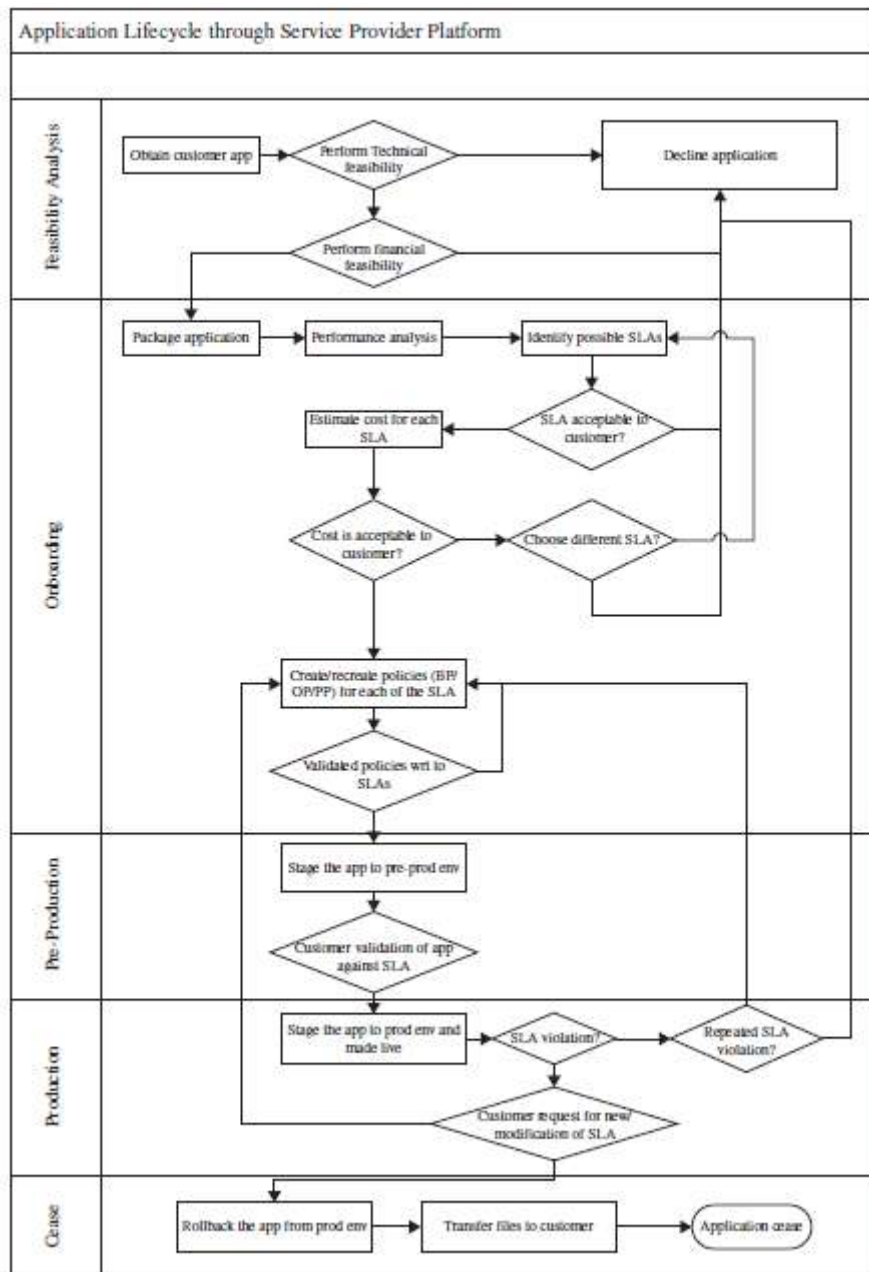 Application Lifecycle through Service Provider Platform
Feasibility Analysis
Obtain customer app
Perform Technical
feasibility
Decline application
Perform financial
feasibility
Onboarding
Package application
Performance analysis
Identify possible SLAs
Estimate cost for each
SLA
SLA acceptable to
customer?
Cost is acceptable to
customer?
Choose different SLA?
Create/recreate policies (BP/
OP/PP) for each of the SLA
Validated policies wrt to
SLAs
Pre-Production
Stage the app to pre-prod env
Customer validation of app
against SLA
Production
Stage the app to prod env and
made live
SLA violation?
Repeated SLA
violation?
Customer request for new/
modification of SLA
Cease
Rollback the app from prod env
Transfer files to customer
Application cease